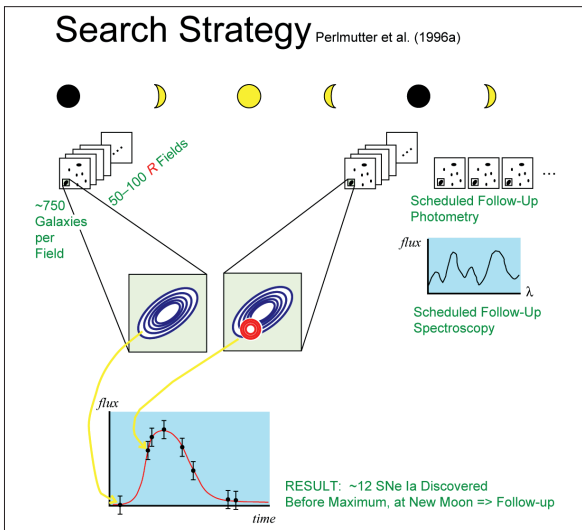 Search Strategy Perlmutter et al. (1996a)
50–100 R Fields
~750
Galaxies
per
Field
...
Scheduled Follow-Up
Photometry
flux
λ
Scheduled Follow-Up
Spectroscopy
flux
time
RESULT: ~12 SNe Ia Discovered
Before Maximum, at New Moon => Follow-up